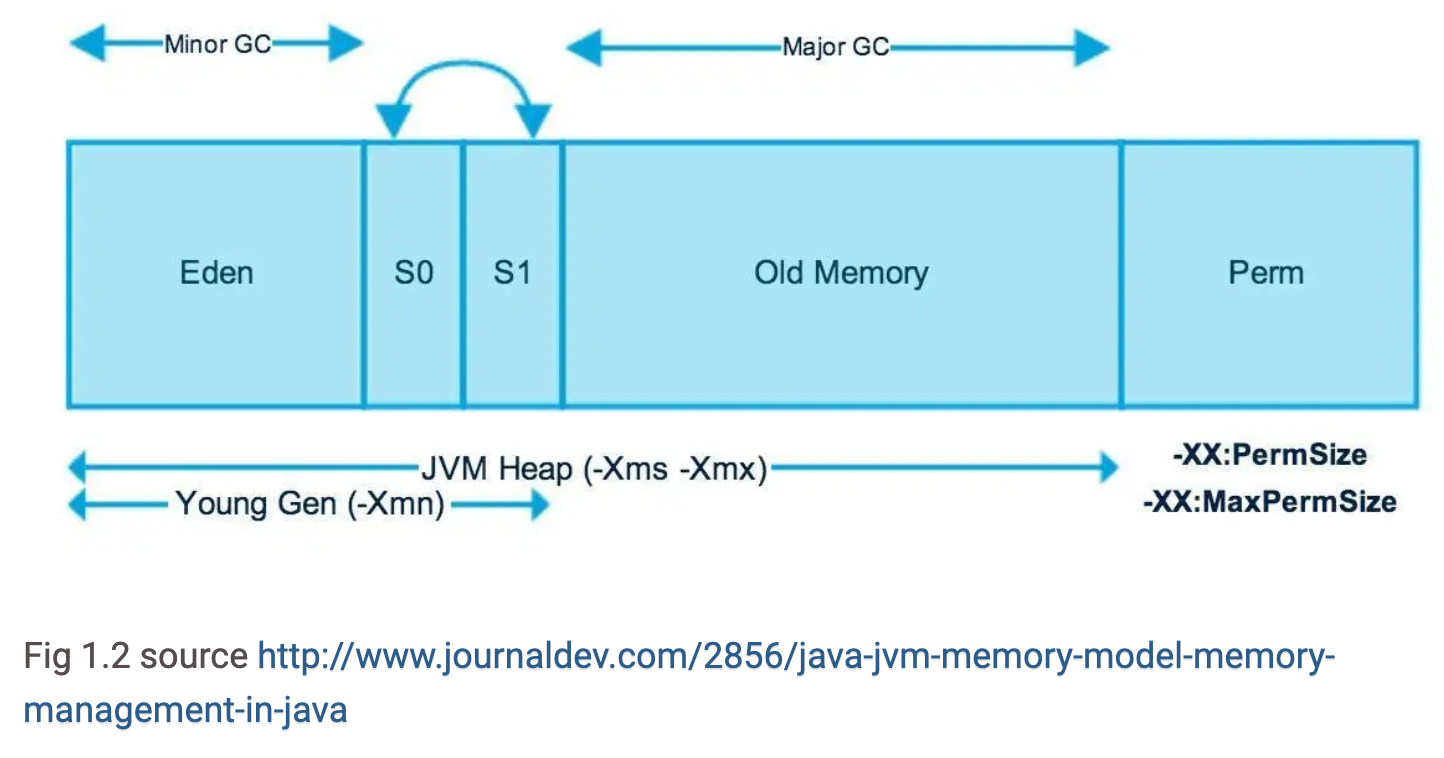 Minor GC
Major GC
Eden
S0
S1
Old Memory
Perm
JVM Heap (-Xms -Xmx)
Young Gen (-Xmn)
-XX:PermSize
-XX:MaxPermSize
Fig 1.2 source http://www.journaldev.com/2856/java-jvm-memory-model-memory-
management-in-java